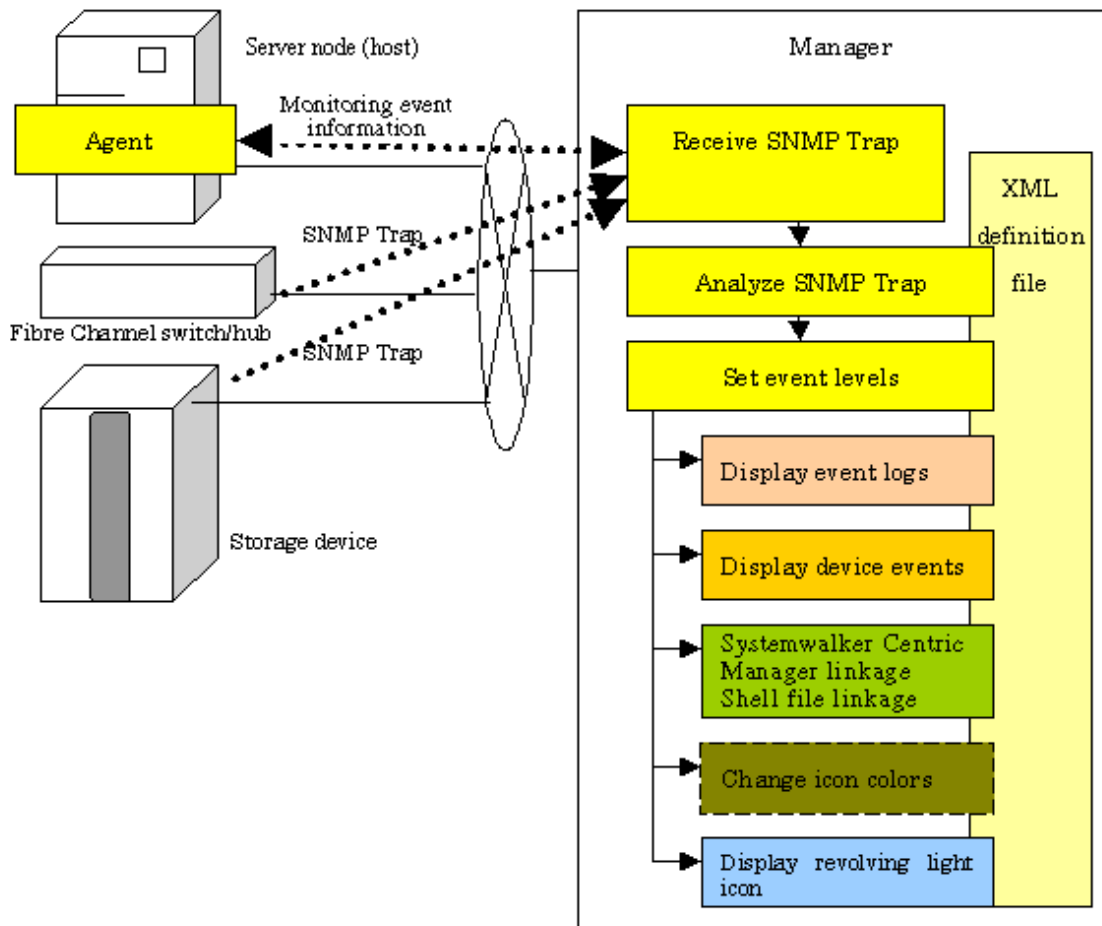 Server node (host)
Manager
Monitoring event
information
Agent
Receive SNMP Trap
XML
definition
file
SNMP Trap
Analyze SNMP Trap
Fibre Channel switch/hub
SNMP Trap
Set event levels
Display event logs
Storage device
Display device events
Systemwalker Centric
Manager linkage
Shell file linkage
Change icon colors
Display revolving light
icon